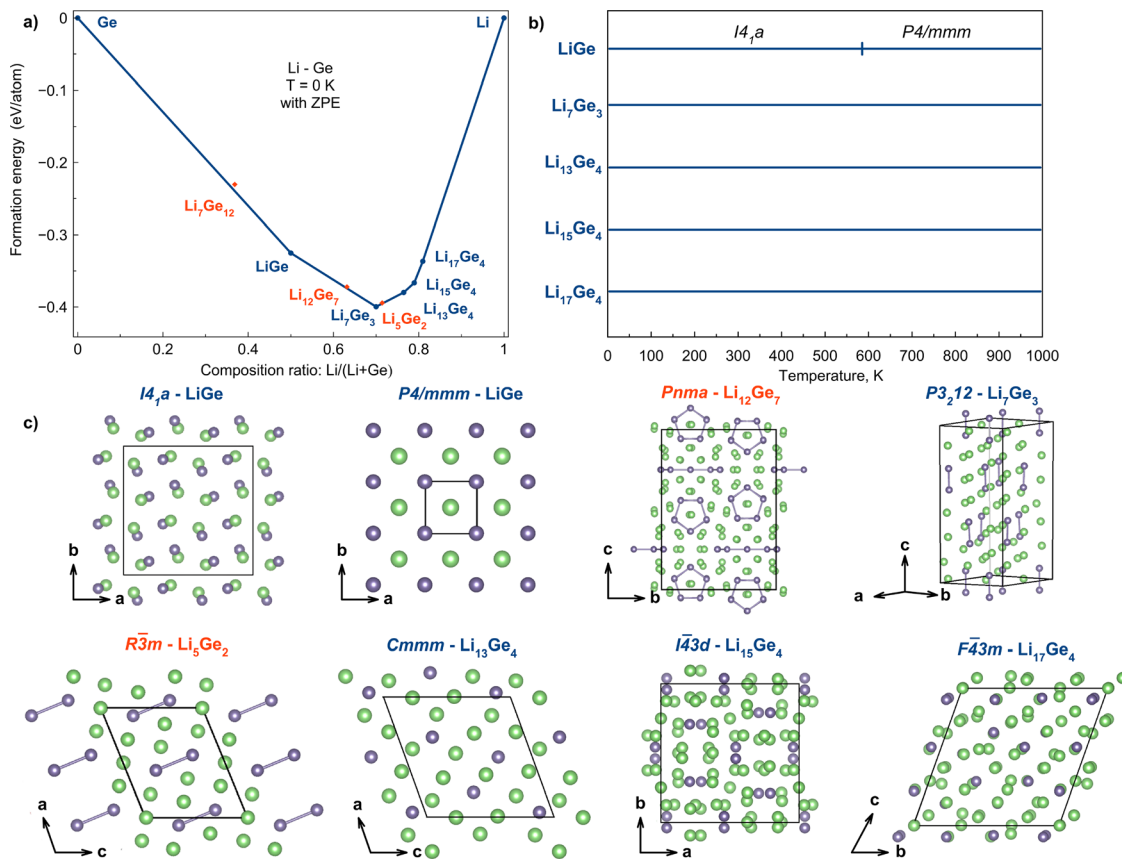 a)
Ge
Li
Li - Ge
T = 0 K
with ZPE
0
−0.1
−0.2
−0.3
−0.4
Formation energy (eV/atom)
Li₇Ge₁₂
LiGe
Li₁₂Ge₇
Li₇Ge₃
Li₅Ge₂
Li₁₃Ge₄
Li₁₅Ge₄
Li₁₇Ge₄
0 0.2 0.4 0.6 0.8 1
Composition ratio: Li/(Li+Ge)
b)
I4₁a P4/mmm
LiGe
Li₇Ge₃
Li₁₃Ge₄
Li₁₅Ge₄
Li₁₇Ge₄
0 100 200 300 400 500 600 700 800 900 1000
Temperature, K
c)
I4₁a - LiGe
b
a
P4/mmm - LiGe
b
a
Pnma - Li₁₂Ge₇
c
b
P3₂12 - Li₇Ge₃
c
a
b
R3̅m - Li₅Ge₂
a
c
Cmmm - Li₁₃Ge₄
a
c
I4̅3d - Li₁₅Ge₄
b
a
F4̅3m - Li₁₇Ge₄
c
b